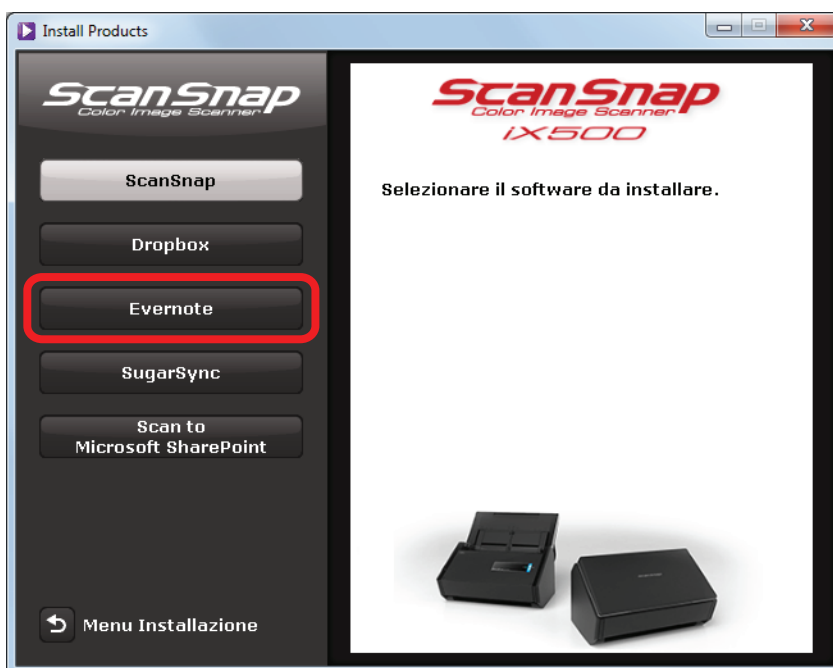 Install Products
ScanSnap
Color Image Scanner
ScanSnap
Dropbox
Evernote
SugarSync
Scan to
Microsoft SharePoint
Menu Installazione
ScanSnap
Color Image Scanner
iX500
Selezionare il software da installare.